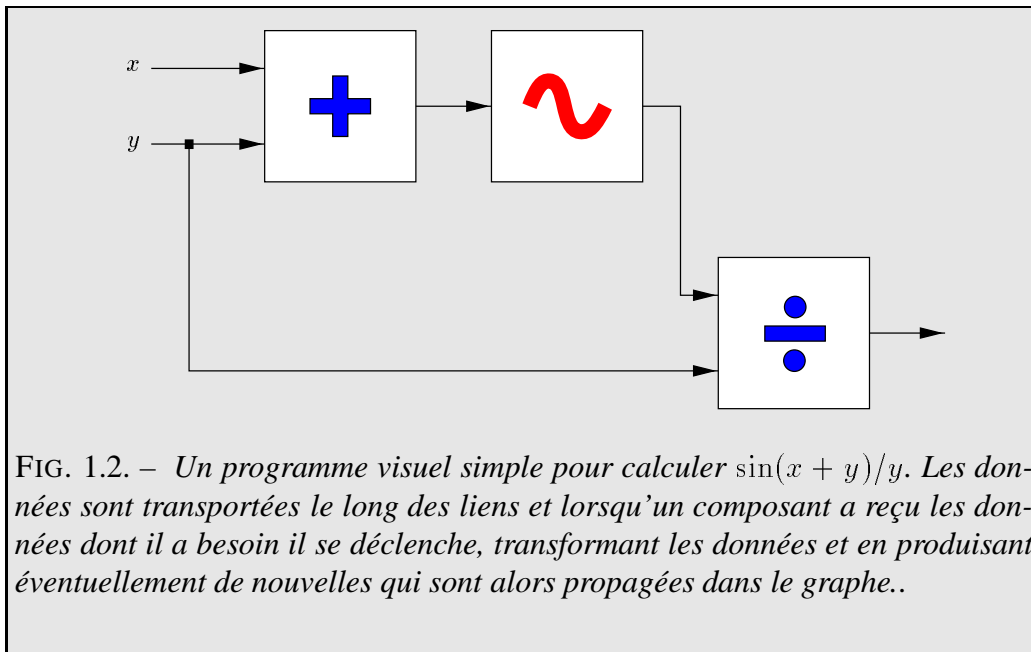 x
y
FIG. 1.2. – Un programme visuel simple pour calculer sin(x + y)/y. Les don-
nées sont transportées le long des liens et lorsqu'un composant a reçu les don-
nées dont il a besoin il se déclenche, transformant les données et en produisant
éventuellement de nouvelles qui sont alors propagées dans le graphe..